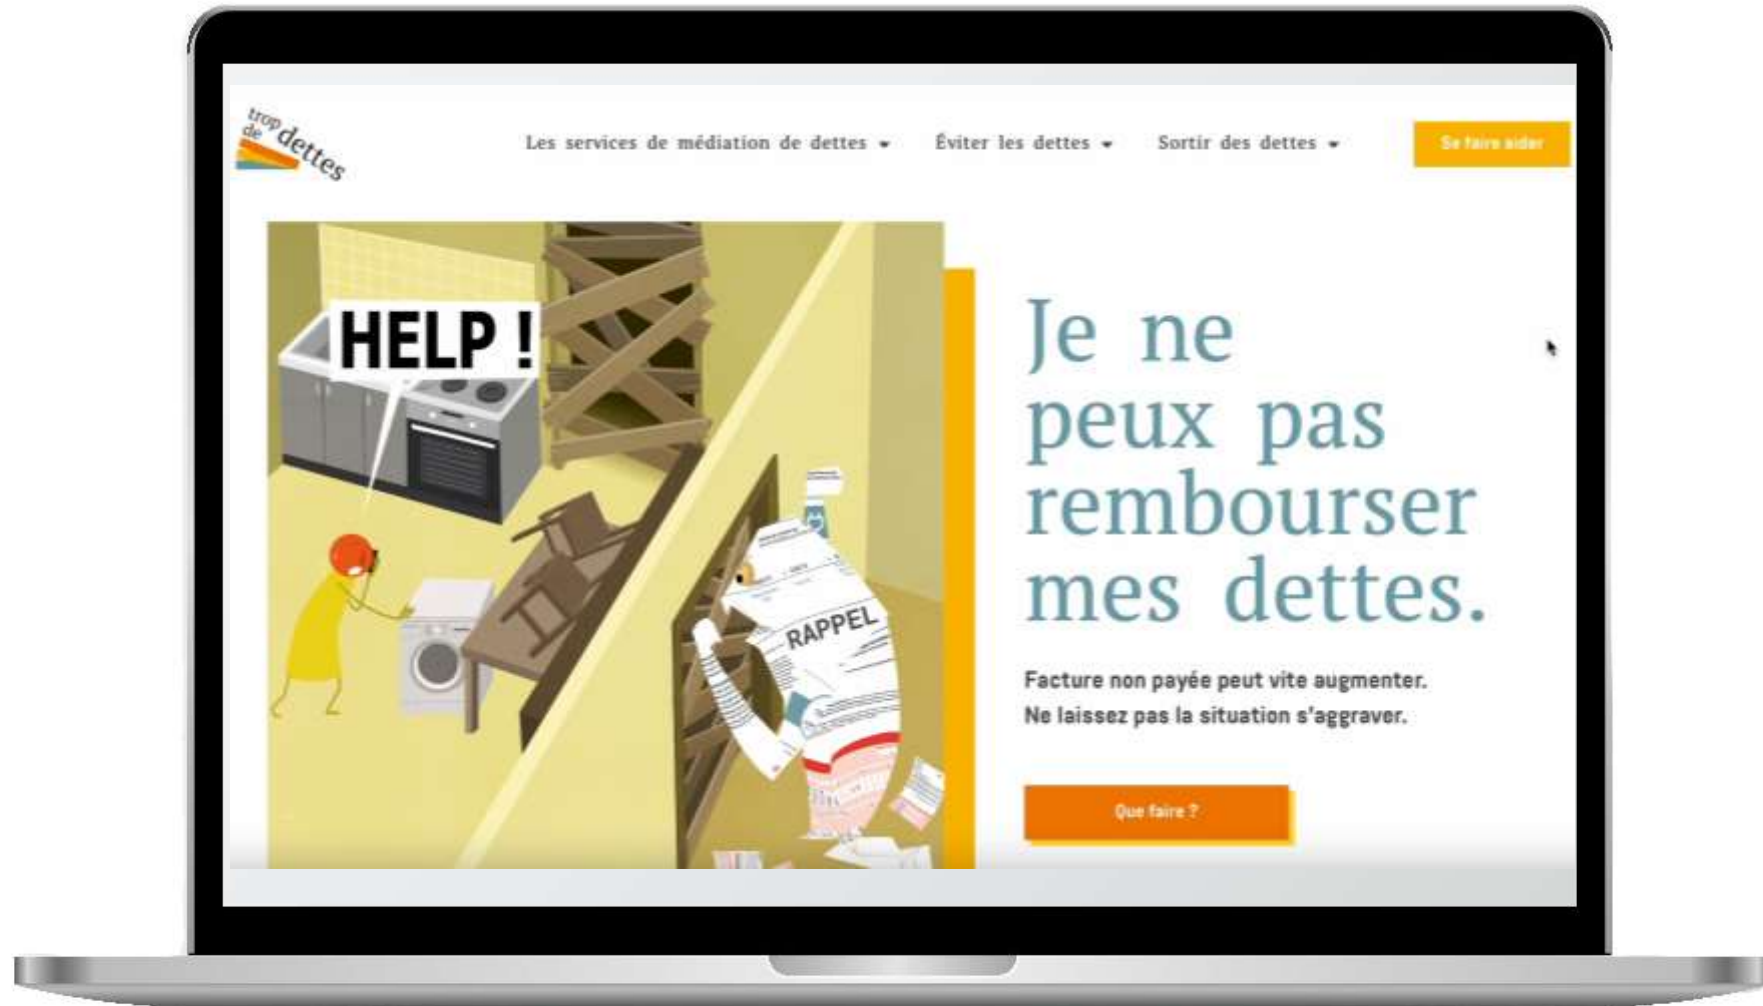 trop
de dettes
Les services de médiation de dettes
Éviter les dettes
Sortir des dettes
Se faire aider
HELP !
RAPPEL
Je ne
peux pas
rembourser
mes dettes.
Facture non payée peut vite augmenter.
Ne laissez pas la situation s'aggraver.
Que faire ?